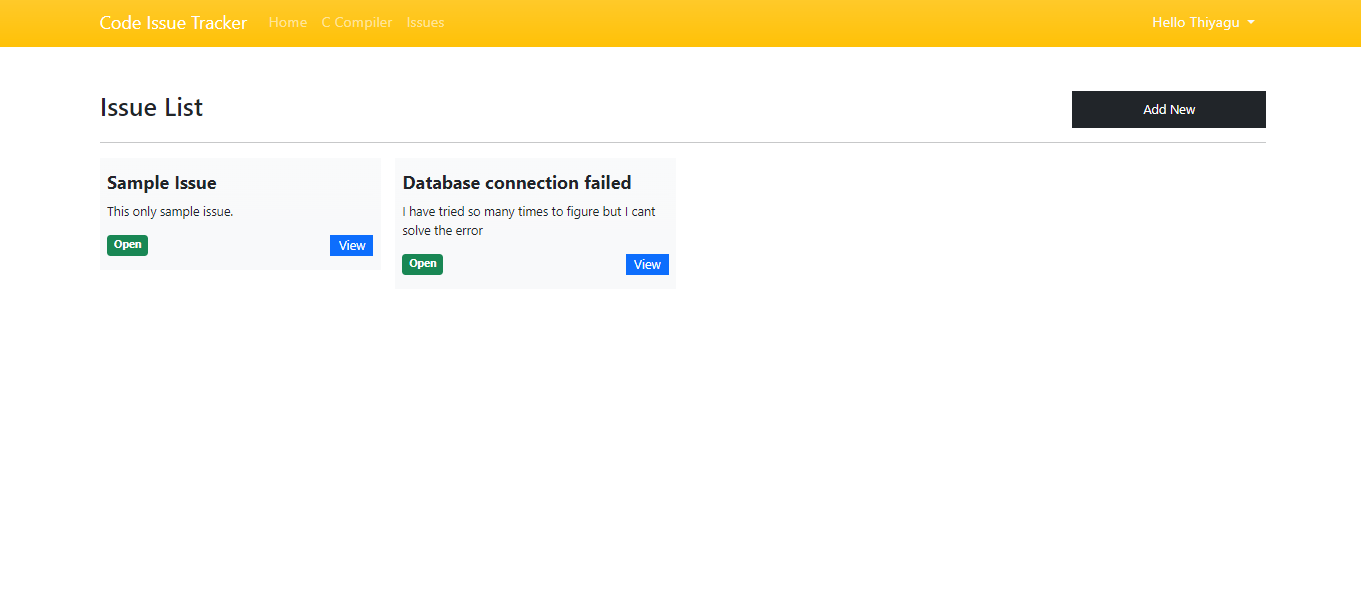 Code Issue Tracker Home C Compiler Issues Hello Thiyagu
Issue List
Add New
Sample Issue
This only sample issue.
Open View
Database connection failed
I have tried so many times to figure but I cant
solve the error
Open View